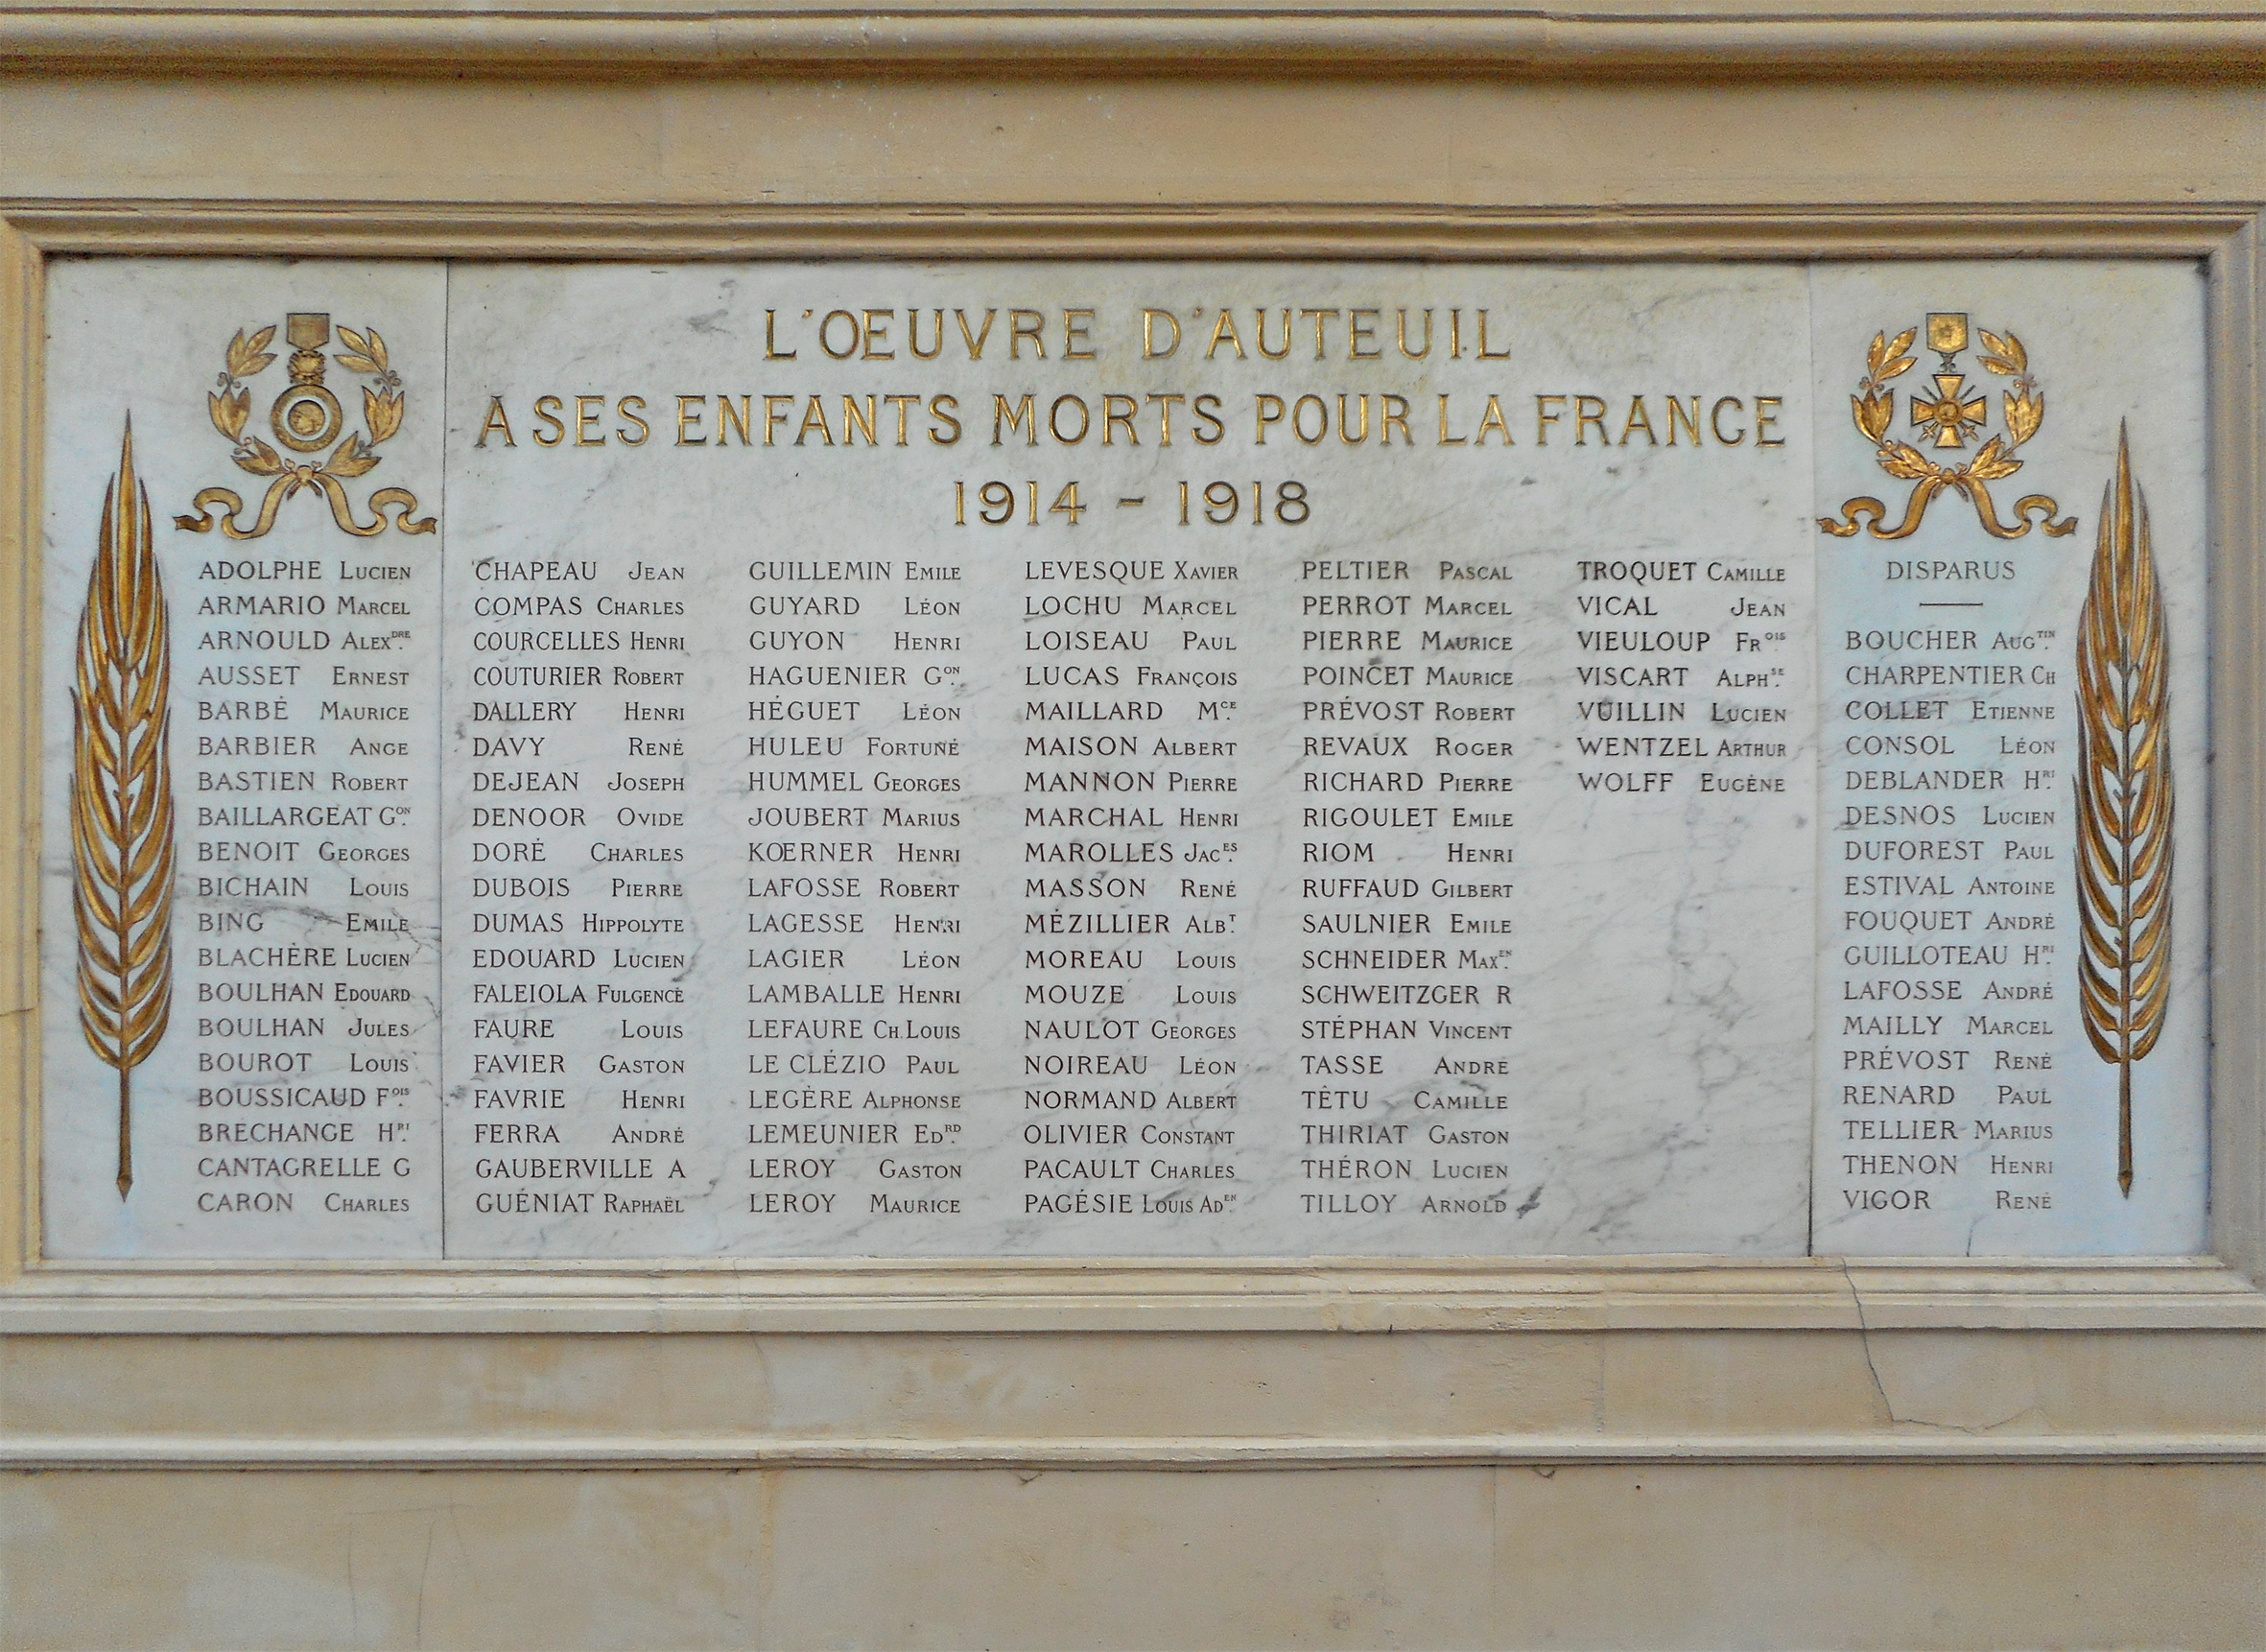 L'ŒUVRE D'AUTEUIL
A SES ENFANTS MORTS POUR LA FRANCE
1914 - 1918
ADOLPHE LUCIEN
ARMARIO MARCEL
ARNOULD ALEXDRE.
AUSSET ERNEST
BARBÉ MAURICE
BARBIER ANGE
BASTIEN ROBERT
BAILLARGEAT GON.
BENOIT GEORGES
BICHAIN LOUIS
BING EMILE
BLACHÈRE LUCIEN
BOULHAN EDOUARD
BOULHAN JULES
BOUROT LOUIS
BOUSSICAUD FOIS.
BRÉCHANGE HRI.
CANTAGRELLE G
CARON CHARLES
CHAPEAU JEAN
COMPAS CHARLES
COURCELLES HENRI
COUTURIER ROBERT
DALLERY HENRI
DAVY RENÉ
DEJEAN JOSEPH
DENOOR OVIDE
DORÉ CHARLES
DUBOIS PIERRE
DUMAS HIPPOLYTE
EDOUARD LUCIEN
FALEIOLA FULGENCE
FAURE LOUIS
FAVIER GASTON
FAVRIE HENRI
FERRA ANDRÉ
GAUBERVILLE A
GUÉNIAT RAPHAËL
GUILLEMIN EMILE
GUYARD LÉON
GUYON HENRI
HAGUENIER GON.
HÉGUET LÉON
HULEU FORTUNÉ
HUMMEL GEORGES
JOUBERT MARIUS
KŒRNER HENRI
LAFOSSE ROBERT
LAGESSE HENRI
LAGIER LÉON
LAMBALLE HENRI
LEFAURE CH. LOUIS
LE CLÉZIO PAUL
LEGÈRE ALPHONSE
LEMEUNIER EDRD.
LEROY GASTON
LEROY MAURICE
LEVESQUE XAVIER
LOCHU MARCEL
LOISEAU PAUL
LUCAS FRANÇOIS
MAILLARD MCE.
MAISON ALBERT
MANNON PIERRE
MARCHAL HENRI
MAROLLES JACES.
MASSON RENÉ
MÉZILLIER ALBT.
MOREAU LOUIS
MOUZE LOUIS
NAULOT GEORGES
NOIREAU LÉON
NORMAND ALBERT
OLIVIER CONSTANT
PACAULT CHARLES
PAGÉSIE LOUIS ADEN.
PELTIER PASCAL
PERROT MARCEL
PIERRE MAURICE
POINCET MAURICE
PRÉVOST ROBERT
REVAUX ROGER
RICHARD PIERRE
RIGOULET EMILE
RIOM HENRI
RUFFAUD GILBERT
SAULNIER EMILE
SCHNEIDER MAXEN.
SCHWEITZGER R
STÉPHAN VINCENT
TASSE ANDRÉ
TÊTU CAMILLE
THIRIAT GASTON
THÉRON LUCIEN
TILLOY ARNOLD
TROQUET CAMILLE
VICAL JEAN
VIEULOUP FROIS.
VISCART ALPHSE.
VUILLIN LUCIEN
WENTZEL ARTHUR
WOLFF EUGÈNE
DISPARUS
BOUCHER AUGTIN.
CHARPENTIER CH
COLLET ETIENNE
CONSOL LÉON
DEBLANDER HRI.
DESNOS LUCIEN
DUFOREST PAUL
ESTIVAL ANTOINE
FOUQUET ANDRÉ
GUILLOTEAU HRI.
LAFOSSE ANDRÉ
MAILLY MARCEL
PRÉVOST RENÉ
RENARD PAUL
TELLIER MARIUS
THENON HENRI
VIGOR RENÉ